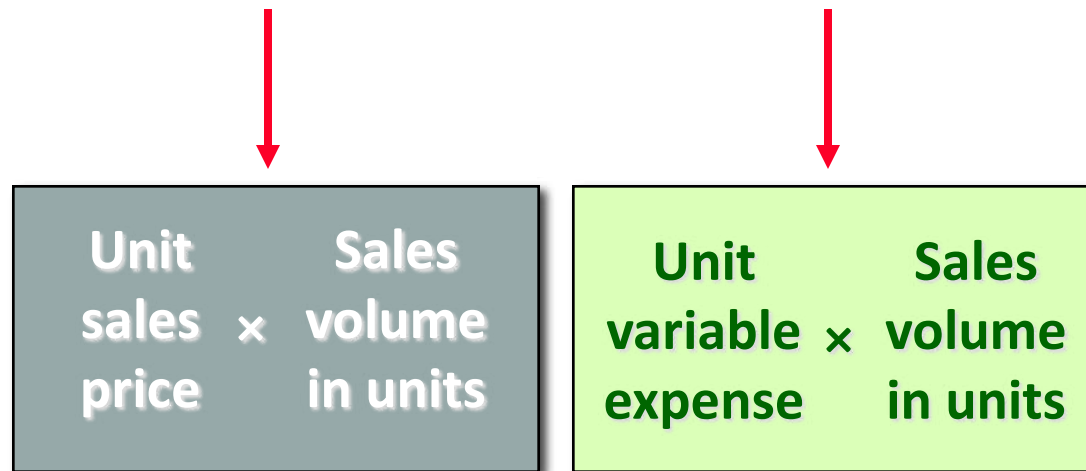 Unit
sales
price
×
Sales
volume
in units
Unit
variable
expense
×
Sales
volume
in units